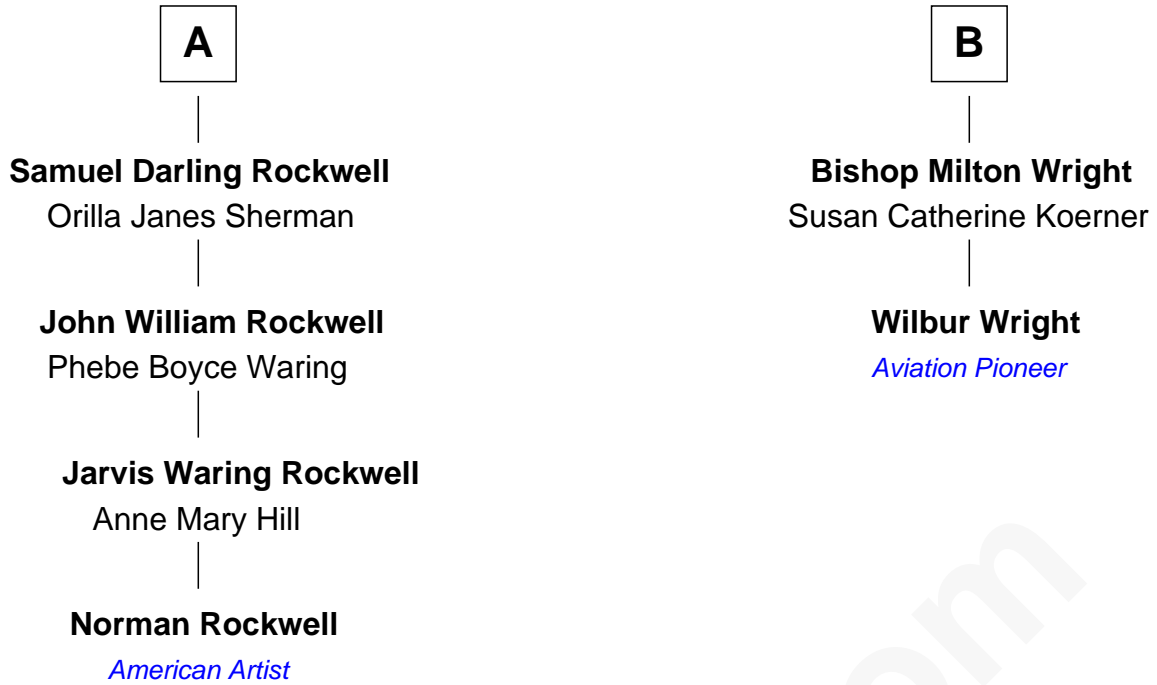 A
Samuel Darling Rockwell
Orilla Janes Sherman
John William Rockwell
Phebe Boyce Waring
Jarvis Waring Rockwell
Anne Mary Hill
Norman Rockwell
American Artist
B
Bishop Milton Wright
Susan Catherine Koerner
Wilbur Wright
Aviation Pioneer
om